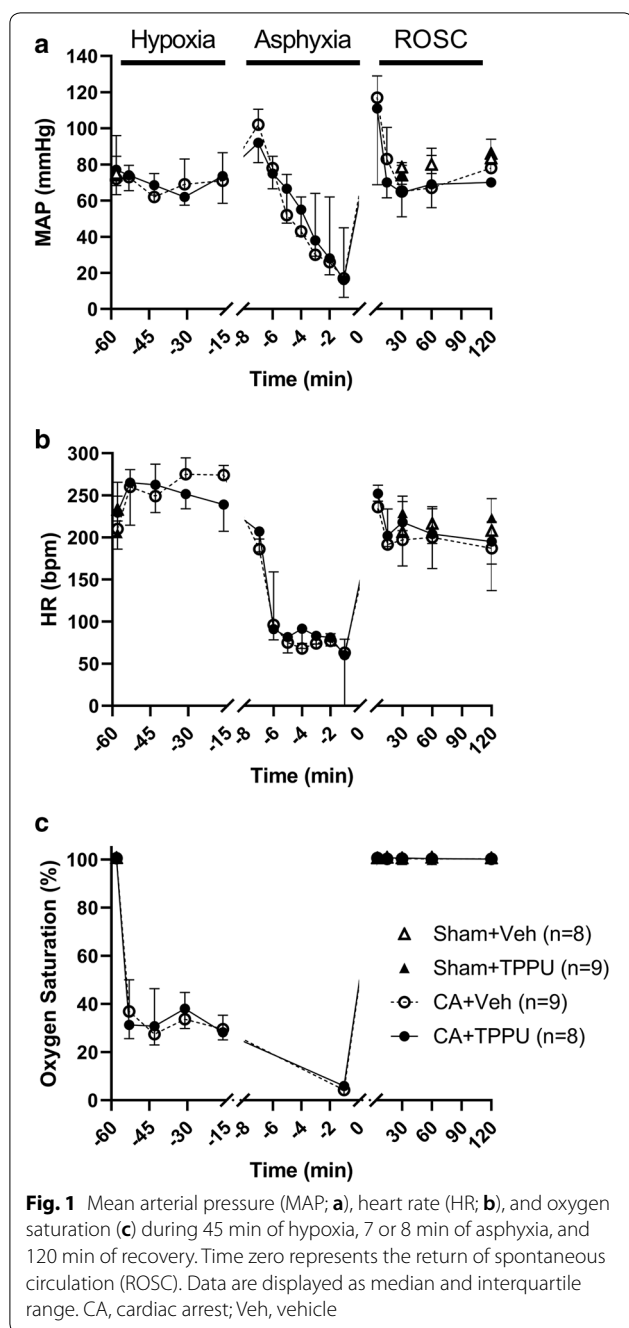 a
Hypoxia Asphyxia ROSC
140
120
100
80
60
40
20
0
MAP (mmHg)
-60 -45 -30 -15 -8 -6 -4 -2 0 30 60 90 120
Time (min)
b
300
250
200
150
100
50
0
HR (bpm)
-60 -45 -30 -15 -8 -6 -4 -2 0 30 60 90 120
Time (min)
c
100
80
60
40
20
0
Oxygen Saturation (%)
Sham+Veh (n=8)
Sham+TPPU (n=9)
CA+Veh (n=9)
CA+TPPU (n=8)
-60 -45 -30 -15 -8 -6 -4 -2 0 30 60 90 120
Time (min)
Fig. 1 Mean arterial pressure (MAP; a), heart rate (HR; b), and oxygen
saturation (c) during 45 min of hypoxia, 7 or 8 min of asphyxia, and
120 min of recovery. Time zero represents the return of spontaneous
circulation (ROSC). Data are displayed as median and interquartile
range. CA, cardiac arrest; Veh, vehicle